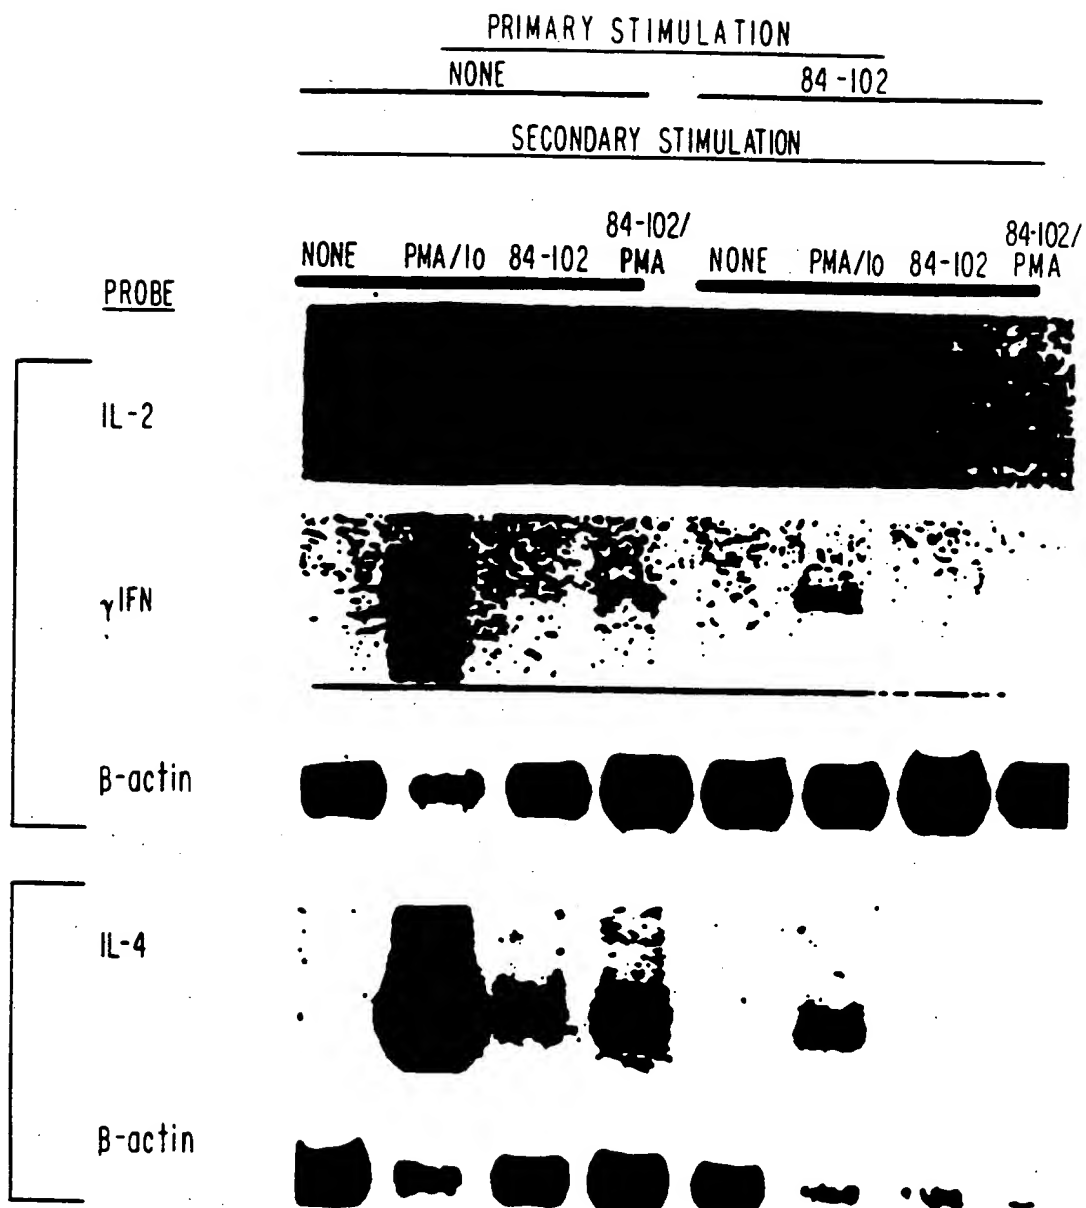 PRIMARY STIMULATION
NONE 84-102
SECONDARY STIMULATION
84-102/ 84-102/
NONE PMA/Io 84-102 PMA NONE PMA/Io 84-102 PMA
PROBE
IL-2
γIFN
β-actin
IL-4
β-actin